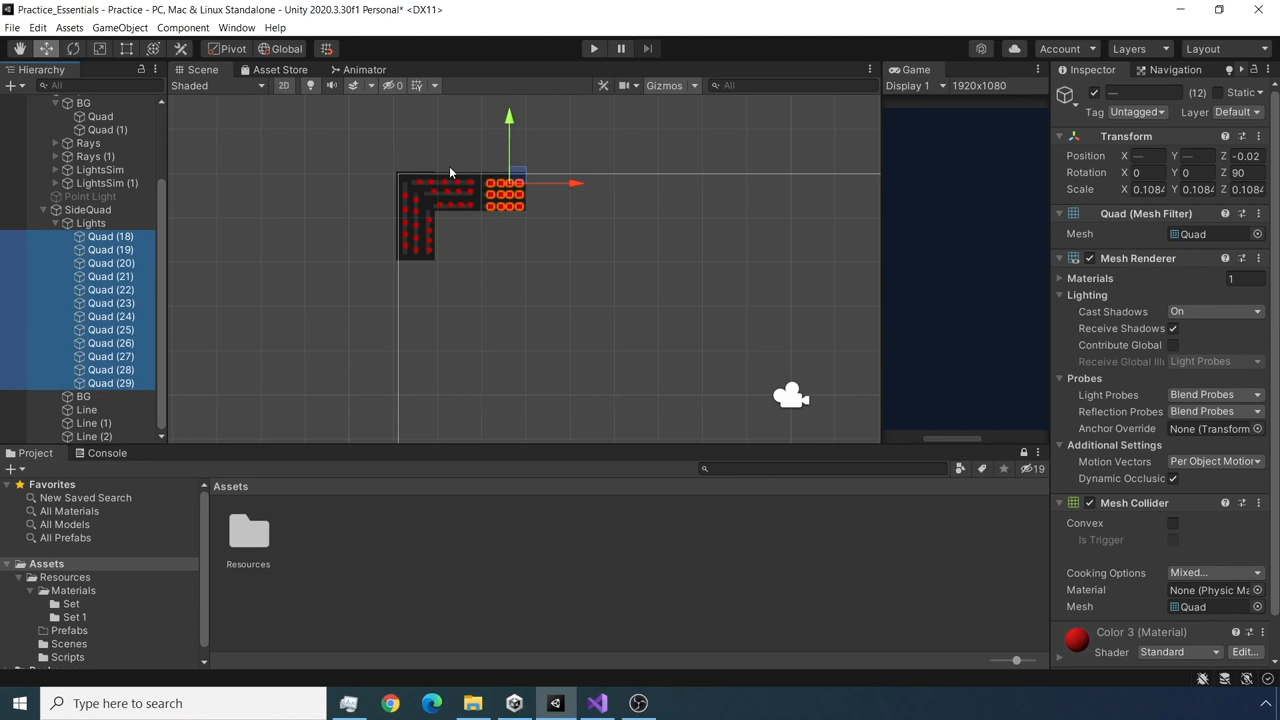 Practice_Essentials - Practice - PC, Mac & Linux Standalone - Unity 2020.3.30f1 Personal* <DX11>
File Edit Assets GameObject Component Window Help
Pivot Global Account Layers Layout
Hierarchy Scene Asset Store Animator Game Inspector Navigation
All Shaded 2D 0 Gizmos All Display 1 1920x1080 (12) Static
Tag Untagged Layer Default
BG
Quad
Quad (1)
Rays
Rays (1)
LightsSim
LightsSim (1)
Point Light
SideQuad
Lights
Quad (18)
Quad (19)
Quad (20)
Quad (21)
Quad (22)
Quad (23)
Quad (24)
Quad (25)
Quad (26)
Quad (27)
Quad (28)
Quad (29)
BG
Line
Line (1)
Line (2)
Transform
Position X — Y — Z -0.02
Rotation X 0 Y 0 Z 90
Scale X 0.1084 Y 0.1084 Z 0.1084
Quad (Mesh Filter)
Mesh Quad
Mesh Renderer
Materials 1
Lighting
Cast Shadows On
Receive Shadows
Contribute Global
Receive Global Illu Light Probes
Probes
Light Probes Blend Probes
Reflection Probes Blend Probes
Anchor Override None (Transform
Additional Settings
Motion Vectors Per Object Motion
Dynamic Occlusic
Mesh Collider
Convex
Is Trigger
Cooking Options Mixed...
Material None (Physic Ma
Mesh Quad
Color 3 (Material)
Shader Standard Edit...
Project Console
19
Favorites
New Saved Search
All Materials
All Models
All Prefabs
Assets
Resources
Materials
Set
Set 1
Prefabs
Scenes
Scripts
Assets
Resources
Type here to search